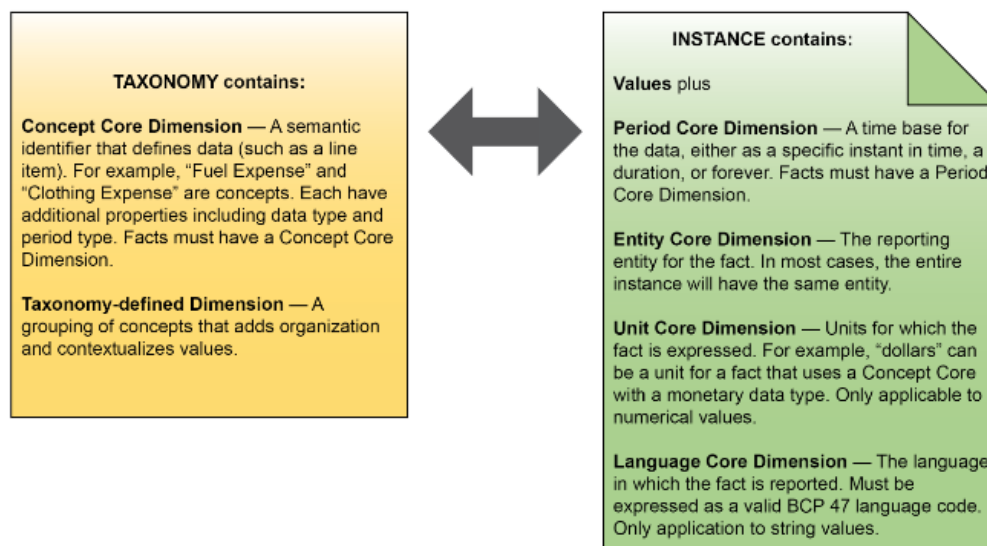 TAXONOMY contains:
Concept Core Dimension — A semantic
identifier that defines data (such as a line
item). For example, “Fuel Expense” and
“Clothing Expense” are concepts. Each have
additional properties including data type and
period type. Facts must have a Concept Core
Dimension.
Taxonomy-defined Dimension — A
grouping of concepts that adds organization
and contextualizes values.
INSTANCE contains:
Values plus
Period Core Dimension — A time base for
the data, either as a specific instant in time, a
duration, or forever. Facts must have a Period
Core Dimension.
Entity Core Dimension — The reporting
entity for the fact. In most cases, the entire
instance will have the same entity.
Unit Core Dimension — Units for which the
fact is expressed. For example, “dollars” can
be a unit for a fact that uses a Concept Core
with a monetary data type. Only applicable to
numerical values.
Language Core Dimension — The language
in which the fact is reported. Must be
expressed as a valid BCP 47 language code.
Only application to string values.